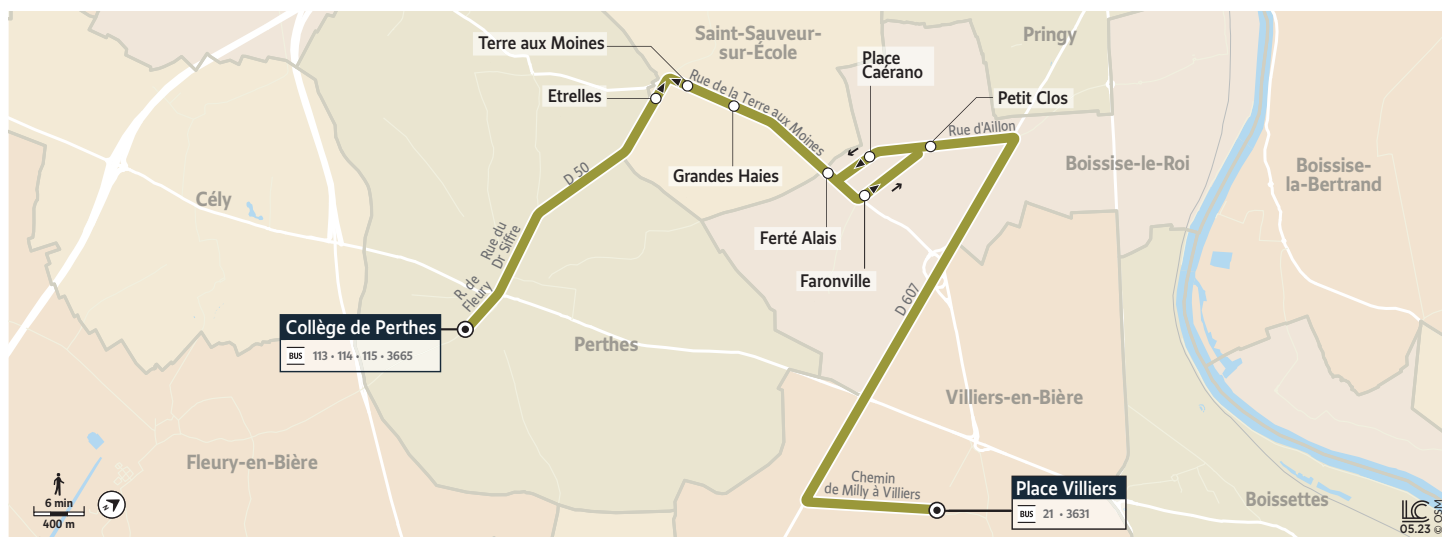 Saint-Sauveur-
sur-École
Pringy
Terre aux Moines
Place
Caérano
Etrelles
Rue de la Terre aux Moines
Petit Clos
Rue d'Aillon
Boissise-le-Roi
Boissise-
la-Bertrand
D 50
Grandes Haies
Cély
Ferté Alais
Rue du
Dr Siffre
Faronville
R. de
Fleury
D 607
Collège de Perthes
BUS 113 • 114 • 115 • 3665
Perthes
Villiers-en-Bière
Fleury-en-Bière
Chemin
de Milly à Villiers
Place Villiers
BUS 21 • 3631
Boissettes
6 min
400 m
N
LC
05.23 © OSM